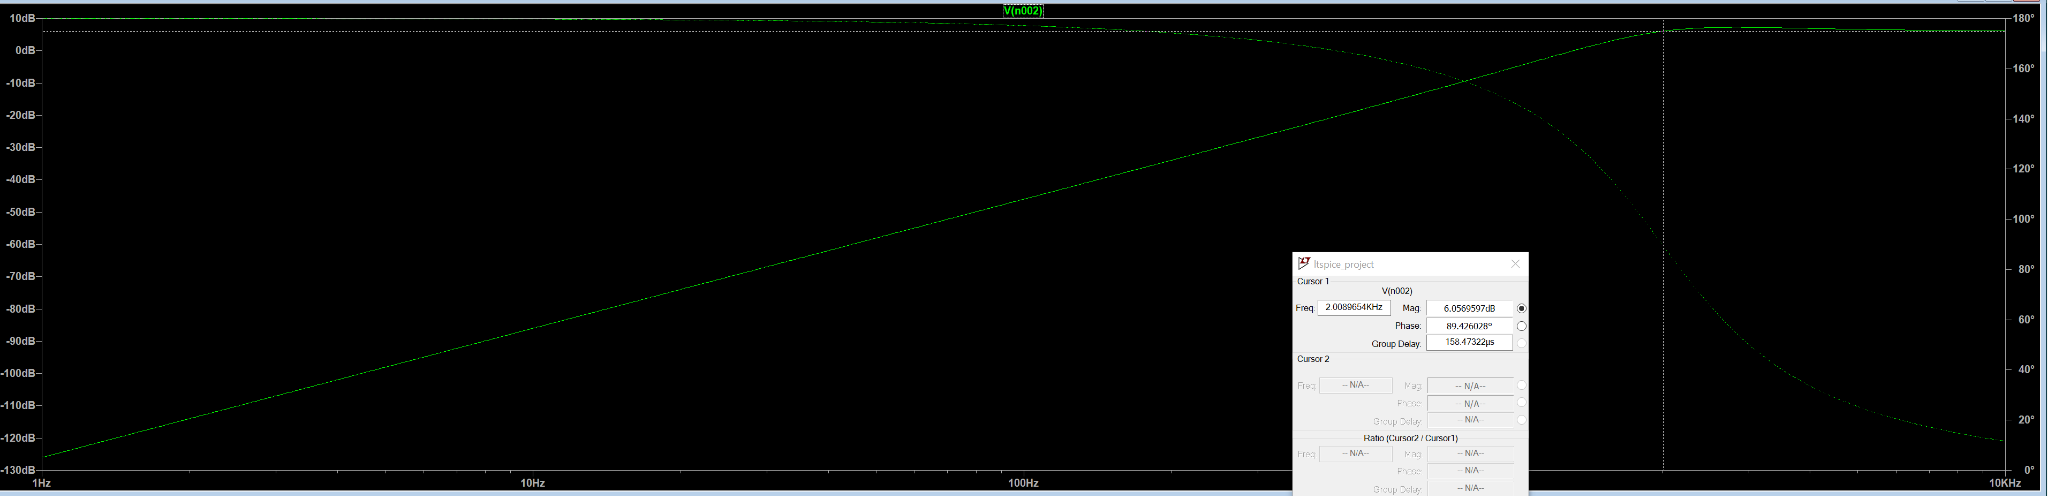 V(n002)
10dB
0dB
-10dB
-20dB
-30dB
-40dB
-50dB
-60dB
-70dB
-80dB
-90dB
-100dB
-110dB
-120dB
-130dB
180°
160°
140°
120°
100°
80°
60°
40°
20°
0°
1Hz
10Hz
100Hz
10KHz
ltspice project
Cursor 1
V(n002)
Freq: 2.0089654KHz Mag: 6.0569597dB
Phase: 89.426028°
Group Delay: 158.47322µs
Cursor 2
Freq: -- N/A-- Mag: -- N/A--
Phase: -- N/A--
Group Delay: -- N/A--
Ratio (Cursor2 / Cursor1)
Freq: -- N/A-- Mag: -- N/A--
Phase: -- N/A--
Group Delay: -- N/A--